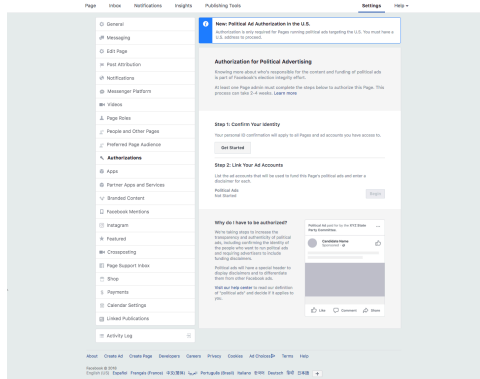 Page Inbox Notifications Insights Publishing Tools Settings Help
General
Messaging
Edit Page
Post Attribution
Notifications
Messenger Platform
Videos
Page Roles
People and Other Pages
Preferred Page Audience
Authorizations
Apps
Partner Apps and Services
Branded Content
Facebook Mentions
Instagram
Featured
Crossposting
Page Support Inbox
Shop
Payments
Calendar Settings
Linked Publications
Activity Log
New: Political Ad Authorization in the U.S.
Authorization is only required for Pages running political ads targeting the U.S. You must have a
U.S. address to proceed.
Authorization for Political Advertising
Knowing more about who's responsible for the content and funding of political ads
is part of Facebook's election integrity effort.
At least one Page admin must complete the steps below to authorize this Page. This
process can take 2-4 weeks. Learn more
Step 1: Confirm Your Identity
Your personal ID confirmation will apply to all Pages and ad accounts you have access to.
Get Started
Step 2: Link Your Ad Accounts
List the ad accounts that will be used to fund this Page's political ads and enter a
disclaimer for each
Political Ads
Not Started
Begin
Why do I have to be authorized?
We're taking steps to increase the
transparency and authenticity of political
ads, including confirming the identity of
the people who want to run political ads
and requiring advertisers to include
funding disclaimers.
Political ads will have a special header to
display disclaimers and to differentiate
them from other Facebook ads.
Visit our help center to read our definition
of "political ads" and decide if it applies to
you.
Political Ad paid for by the XYZ State
Party Committee
Candidate Name
Sponsored
Like Comment Share
About Create Ad Create Page Developers Careers Privacy Cookies Ad Choices Terms Help
Facebook © 2018
English (US) Español Français (France) 中文(简体) العربية Português (Brasil) Italiano 한국어 Deutsch हिन्दी 日本語 +